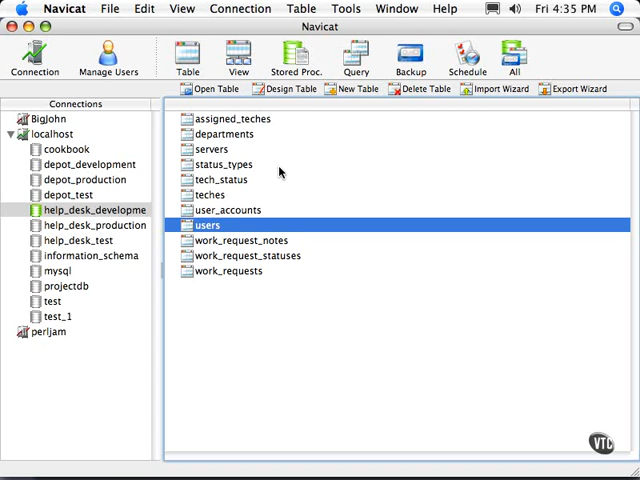 Navicat File Edit View Connection Table Tools Window Help Fri 4:35 PM
Navicat
Connection Manage Users Table View Stored Proc. Query Backup Schedule All
Open Table Design Table New Table Delete Table Import Wizard Export Wizard
Connections
BigJohn
localhost
cookbook
depot_development
depot_production
depot_test
help_desk_developme
help_desk_production
help_desk_test
information_schema
mysql
projectdb
test
test_1
perljam
assigned_teches
departments
servers
status_types
tech_status
teches
user_accounts
users
work_request_notes
work_request_statuses
work_requests
VTC